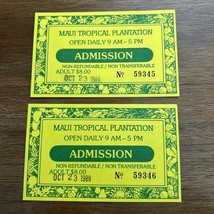 MAUI TROPICAL PLANTATION
OPEN DAILY 9 AM – 5 PM
ADMISSION
NON-REFUNDABLE / NON TRANSFERABLE
ADULT $8.00
OCT 23 1988
Nº 59345
MAUI TROPICAL PLANTATION
OPEN DAILY 9 AM – 5 PM
ADMISSION
NON-REFUNDABLE / NON TRANSFERABLE
ADULT $8.00
OCT 23 1988
Nº 59346